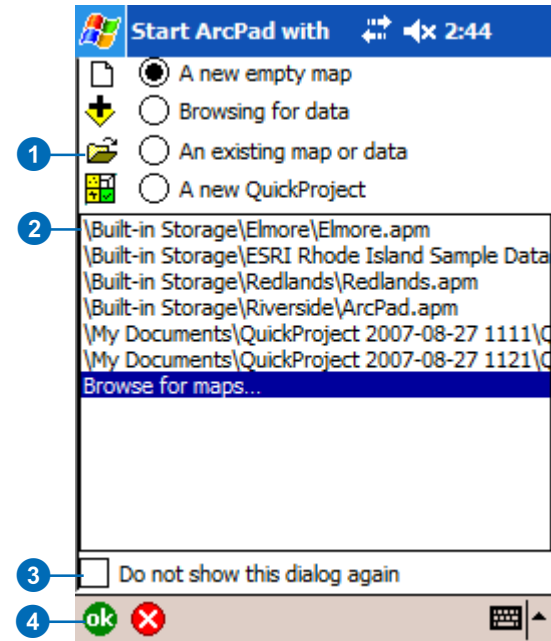 Start ArcPad with 2:44
A new empty map
Browsing for data
1 An existing map or data
A new QuickProject
2 \Built-in Storage\Elmore\Elmore.apm
\Built-in Storage\ESRI Rhode Island Sample Data
\Built-in Storage\Redlands\Redlands.apm
\Built-in Storage\Riverside\ArcPad.apm
\My Documents\QuickProject 2007-08-27 1111\Q
\My Documents\QuickProject 2007-08-27 1121\Q
Browse for maps...
3 Do not show this dialog again
4 ok